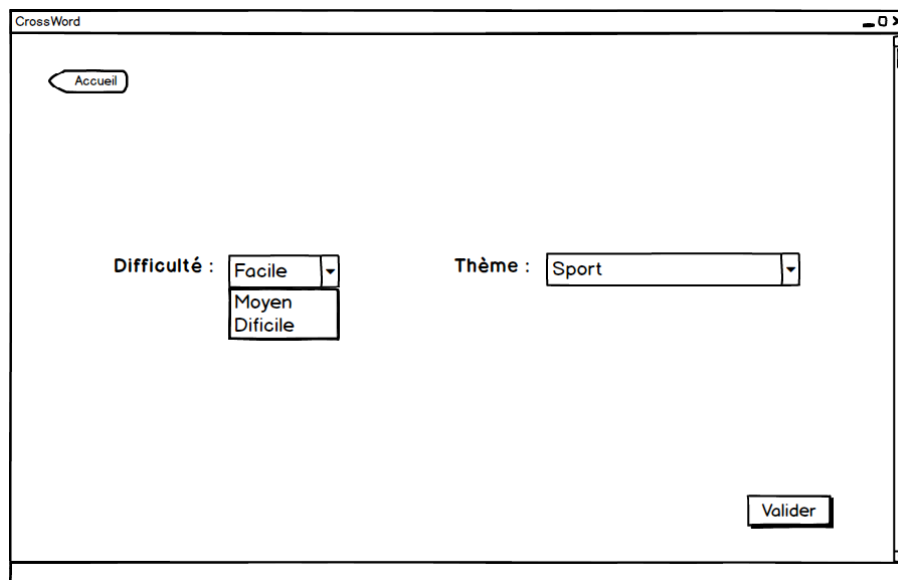 CrossWord
Accueil
Difficulté : Facile Thème : Sport
Moyen
Dificile
Valider